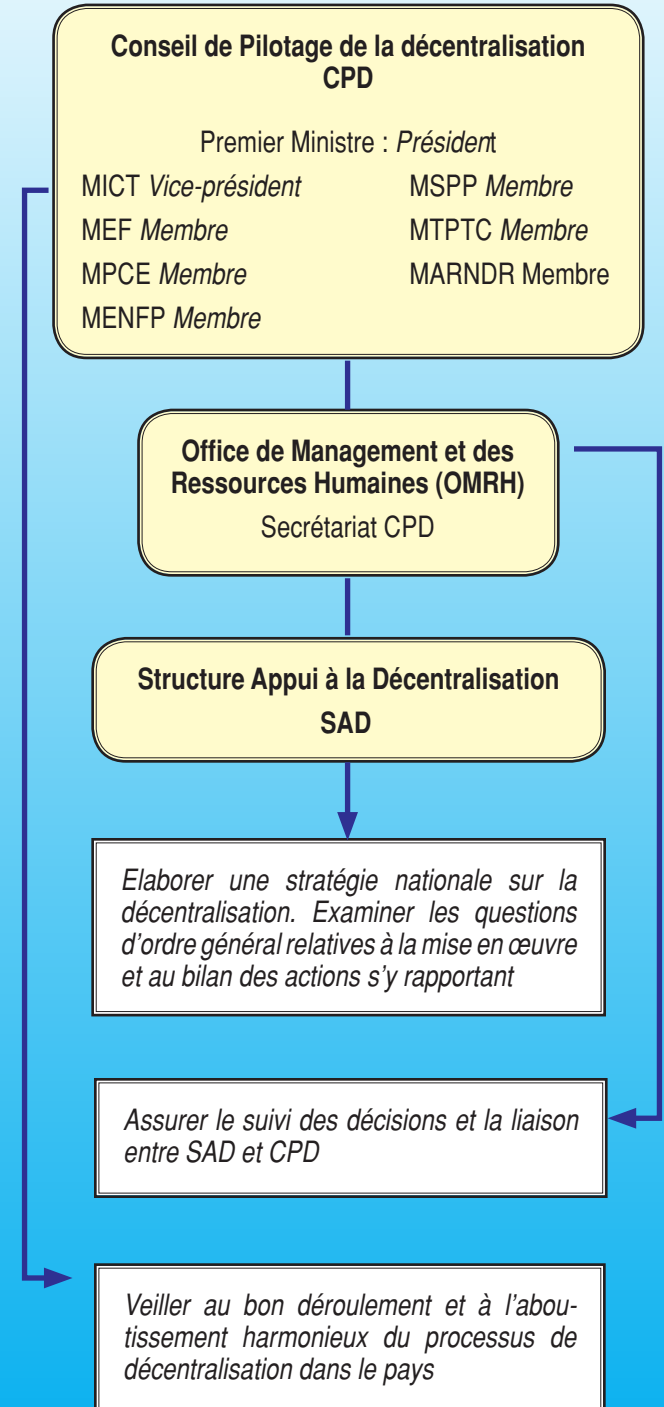 Conseil de Pilotage de la décentralisation
CPD
Premier Ministre : Président
MICT Vice-président
MEF Membre
MPCE Membre
MENFP Membre
MSPP Membre
MTPTC Membre
MARNDR Membre
Office de Management et des
Ressources Humaines (OMRH)
Secrétariat CPD
Structure Appui à la Décentralisation
SAD
Elaborer une stratégie nationale sur la
décentralisation. Examiner les questions
d'ordre général relatives à la mise en œuvre
et au bilan des actions s'y rapportant
Assurer le suivi des décisions et la liaison
entre SAD et CPD
Veiller au bon déroulement et à l'abou-
tissement harmonieux du processus de
décentralisation dans le pays